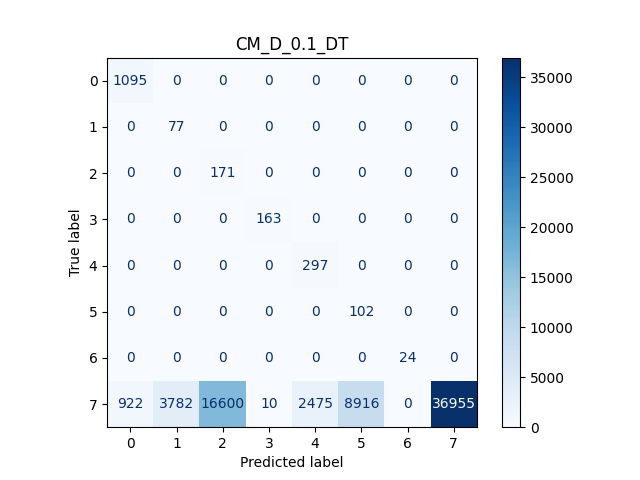 CM_D_0.1_DT
0 1095 0 0 0 0 0 0 0
1 0 77 0 0 0 0 0 0
2 0 0 171 0 0 0 0 0
3 0 0 0 163 0 0 0 0
4 0 0 0 0 297 0 0 0
5 0 0 0 0 0 102 0 0
6 0 0 0 0 0 0 24 0
7 922 3782 16600 10 2475 8916 0 36955
0 1 2 3 4 5 6 7
Predicted label
True label
35000
30000
25000
20000
15000
10000
5000
0